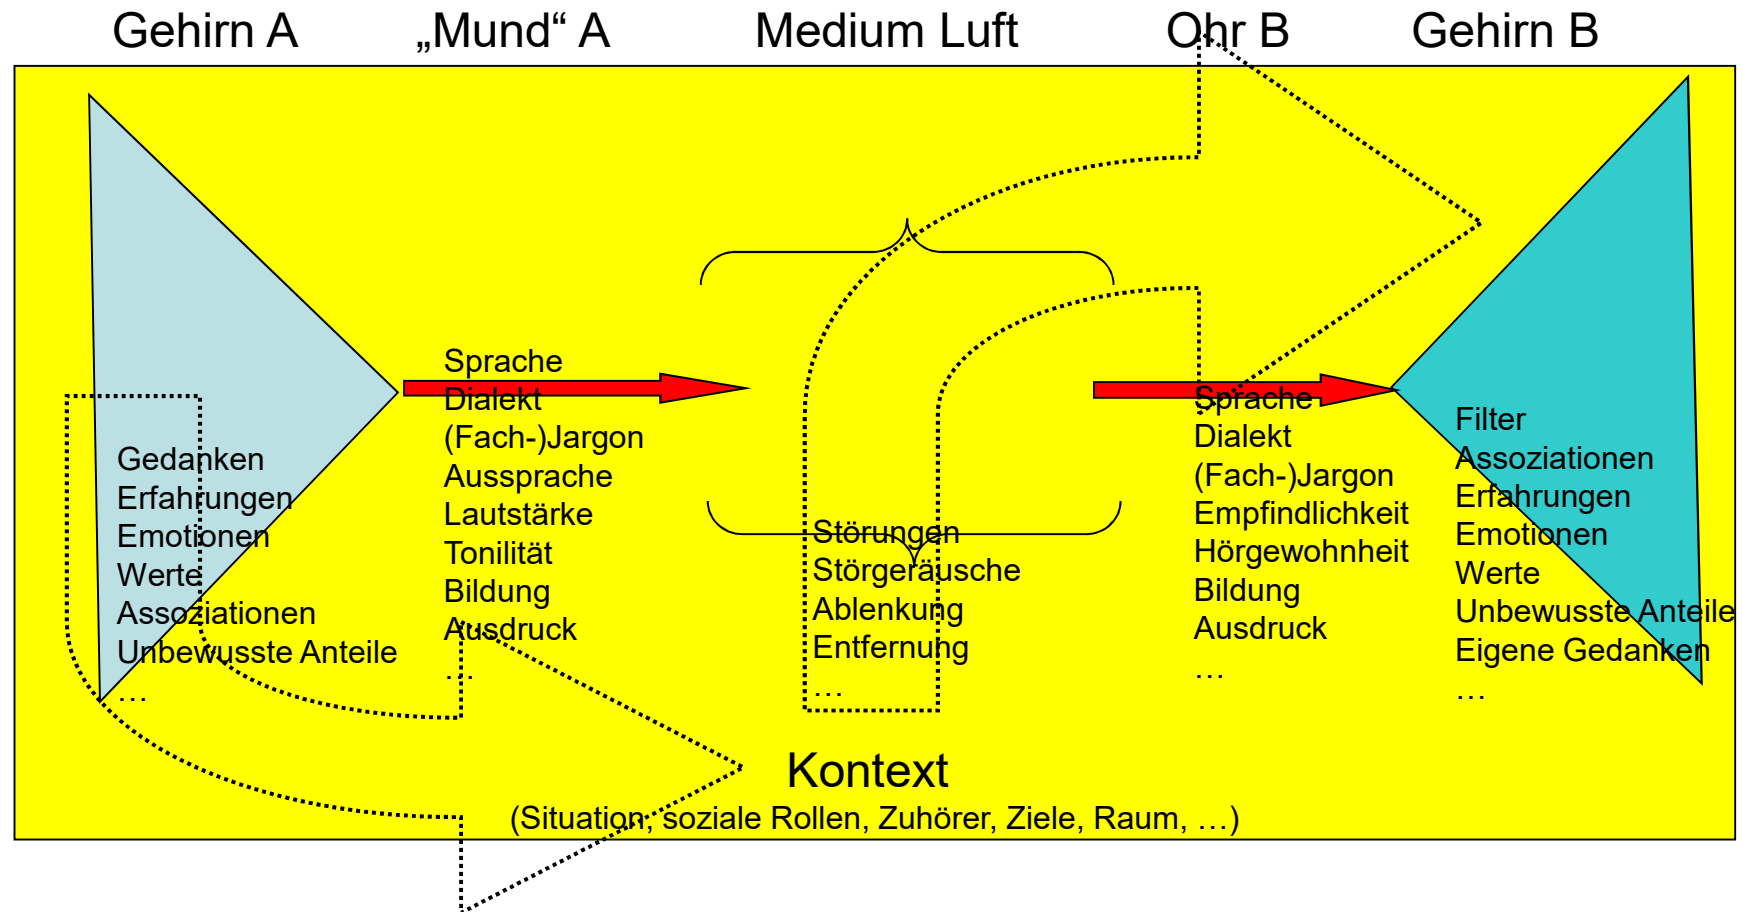 Gehirn A
„Mund“ A
Medium Luft
Ohr B
Gehirn B
Gedanken
Erfahrungen
Emotionen
Werte
Assoziationen
Unbewusste Anteile
…
Sprache
Dialekt
(Fach-)Jargon
Aussprache
Lautstärke
Tonilität
Bildung
Ausdruck
…
Störungen
Störgeräusche
Ablenkung
Entfernung
…
Sprache
Dialekt
(Fach-)Jargon
Empfindlichkeit
Hörgewohnheit
Bildung
Ausdruck
…
Filter
Assoziationen
Erfahrungen
Emotionen
Werte
Unbewusste Anteile
Eigene Gedanken
…
Kontext
(Situation, soziale Rollen, Zuhörer, Ziele, Raum, …)